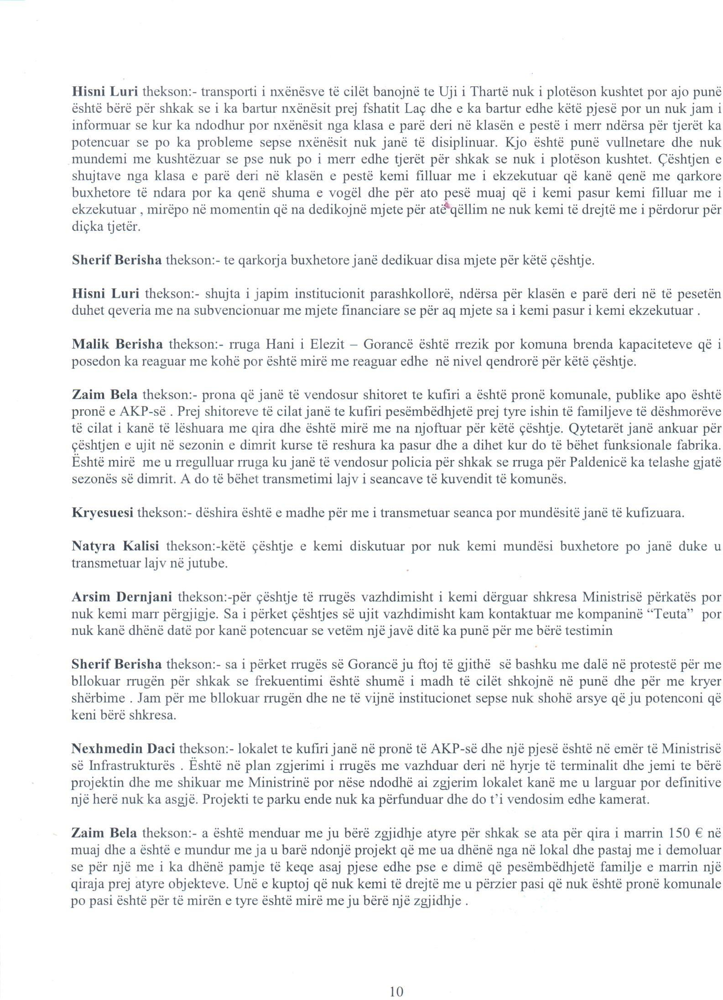 Hisni Luri thekson:- transporti i nxënësve të cilët banojnë te Uji i Thartë nuk i plotëson kushtet por ajo punë
është bërë për shkak se i ka bartur nxënësit prej fshatit Laç dhe e ka bartur edhe këtë pjesë por un nuk jam i
informuar se kur ka ndodhur por nxënësit nga klasa e parë deri në klasën e pestë i merr ndërsa për tjerët ka
potencuar se po ka probleme sepse nxënësit nuk janë të disiplinuar. Kjo është punë vullnetare dhe nuk
mundemi me kushtëzuar se pse nuk po i merr edhe tjerët për shkak se nuk i plotëson kushtet. Çështjen e
shujtave nga klasa e parë deri në klasën e pestë kemi filluar me i ekzekutuar që kanë qenë me qarkore
buxhetore të ndara por ka qenë shuma e vogël dhe për ato pesë muaj që i kemi pasur kemi filluar me i
ekzekutuar , mirëpo në momentin që na dedikojnë mjete për atë qëllim ne nuk kemi të drejtë me i përdorur për
diçka tjetër.
Sherif Berisha thekson:- te qarkorja buxhetore janë dedikuar disa mjete për këtë çështje.
Hisni Luri thekson:- shujta i japim institucionit parashkollorë, ndërsa për klasën e parë deri në të pesetën
duhet qeveria me na subvencionuar me mjete financiare se për aq mjete sa i kemi pasur i kemi ekzekutuar .
Malik Berisha thekson:- rruga Hani i Elezit – Gorancë është rrezik por komuna brenda kapaciteteve që i
posedon ka reaguar me kohë por është mirë me reaguar edhe  në nivel qendrorë për këtë çështje.
Zaim Bela thekson:- prona që janë të vendosur shitoret te kufiri a është pronë komunale, publike apo është
pronë e AKP-së . Prej shitoreve të cilat janë te kufiri pesëmbëdhjetë prej tyre ishin të familjeve të dëshmorëve
të cilat i kanë të lëshuara me qira dhe është mirë me na njoftuar për këtë çështje. Qytetarët janë ankuar për
çështjen e ujit në sezonin e dimrit kurse të reshura ka pasur dhe a dihet kur do të bëhet funksionale fabrika.
Është mirë  me u rregulluar rruga ku janë të vendosur policia për shkak se rruga për Paldenicë ka telashe gjatë
sezonës së dimrit. A do të bëhet transmetimi lajv i seancave të kuvendit të komunës.
Kryesuesi thekson:- dëshira është e madhe për me i transmetuar seanca por mundësitë janë të kufizuara.
Natyra Kalisi thekson:-këtë çështje e kemi diskutuar por nuk kemi mundësi buxhetore po janë duke u
transmetuar lajv në jutube.
Arsim Dernjani thekson:-për çështje të rrugës vazhdimisht i kemi dërguar shkresa Ministrisë përkatës por
nuk kemi marr përgjigje. Sa i përket çështjes së ujit vazhdimisht kam kontaktuar me kompaninë “Teuta”  por
nuk kanë dhënë datë por kanë potencuar se vetëm një javë ditë ka punë për me bërë testimin
Sherif Berisha thekson:- sa i përket rrugës së Gorancë ju ftoj të gjithë  së bashku me dalë në protestë për me
bllokuar rrugën për shkak se frekuentimi është shumë i madh të cilët shkojnë në punë dhe për me kryer
shërbime . Jam për me bllokuar rrugën dhe ne të vijnë institucionet sepse nuk shohë arsye që ju potenconi që
keni bërë shkresa.
Nexhmedin Daci thekson:- lokalet te kufiri janë në pronë të AKP-së dhe një pjesë është në emër të Ministrisë
së Infrastrukturës . Është në plan zgjerimi i rrugës me vazhduar deri në hyrje të terminalit dhe jemi te bërë
projektin dhe me shikuar me Ministrinë por nëse ndodhë ai zgjerim lokalet kanë me u larguar por definitive
një herë nuk ka asgjë. Projekti te parku ende nuk ka përfunduar dhe do t’i vendosim edhe kamerat.
Zaim Bela thekson:- a është menduar me ju bërë zgjidhje atyre për shkak se ata për qira i marrin 150 € në
muaj dhe a është e mundur me ja u barë ndonjë projekt që me ua dhënë nga në lokal dhe pastaj me i demoluar
se për një me i ka dhënë pamje të keqe asaj pjese edhe pse e dimë që pesëmbëdhjetë familje e marrin një
qiraja prej atyre objekteve. Unë e kuptoj që nuk kemi të drejtë me u përzier pasi që nuk është pronë komunale
po pasi është për të mirën e tyre është mirë me ju bërë një zgjidhje .
10